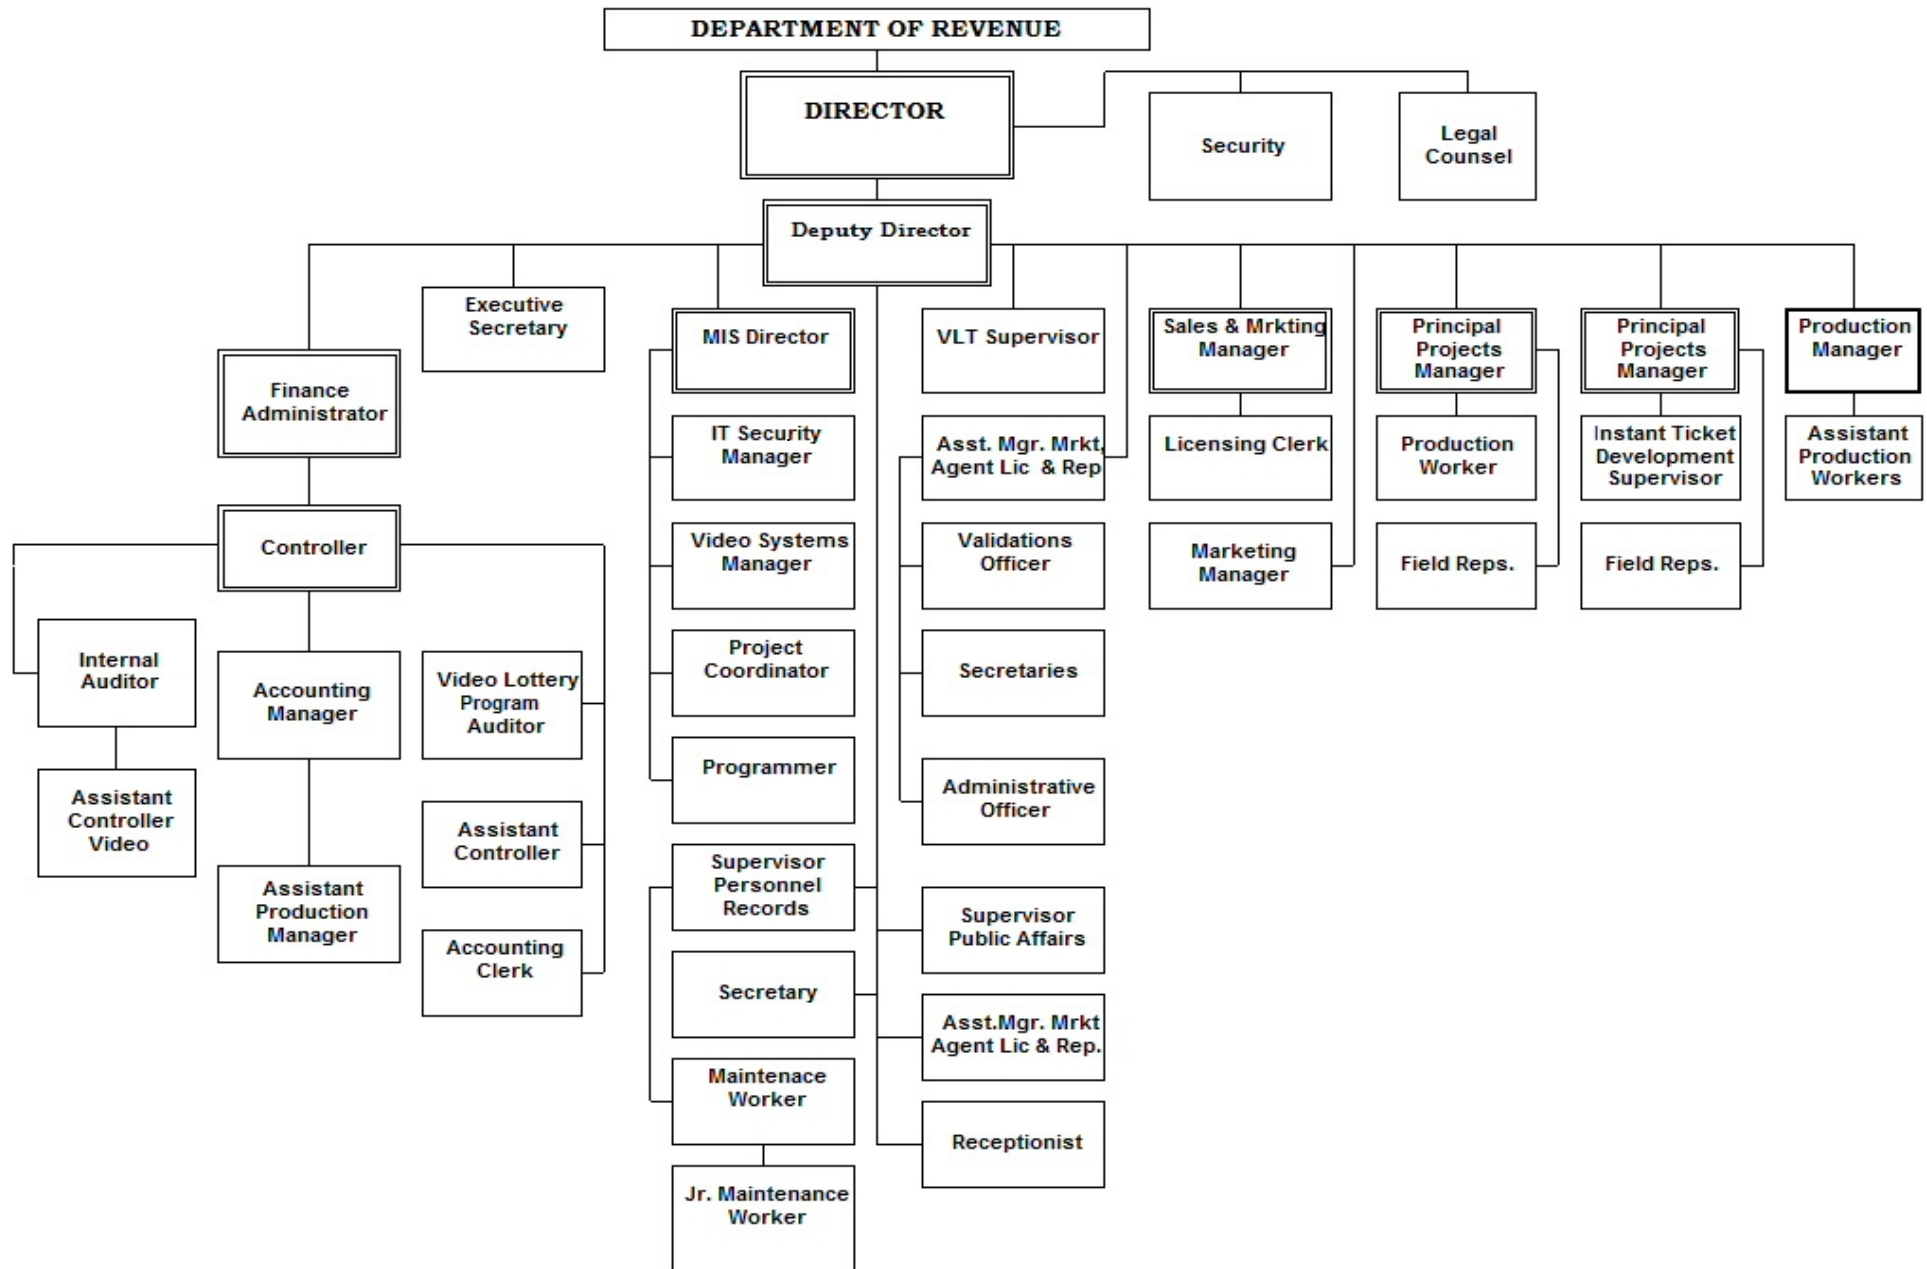 DEPARTMENT OF REVENUE
DIRECTOR
Security
Legal
Counsel
Deputy Director
Executive
Secretary
Finance
Administrator
MIS Director
VLT Supervisor
Sales & Mrkting
Manager
Principal
Projects
Manager
Principal
Projects
Manager
Production
Manager
IT Security
Manager
Asst. Mgr. Mrkt,
Agent Lic & Rep
Licensing Clerk
Production
Worker
Instant Ticket
Development
Supervisor
Assistant
Production
Workers
Controller
Video Systems
Manager
Validations
Officer
Marketing
Manager
Field Reps.
Field Reps.
Internal
Auditor
Accounting
Manager
Video Lottery
Program
Auditor
Project
Coordinator
Secretaries
Programmer
Administrative
Officer
Assistant
Controller
Video
Assistant
Controller
Assistant
Production
Manager
Supervisor
Personnel
Records
Supervisor
Public Affairs
Accounting
Clerk
Secretary
Asst.Mgr. Mrkt
Agent Lic & Rep.
Maintenace
Worker
Receptionist
Jr. Maintenance
Worker